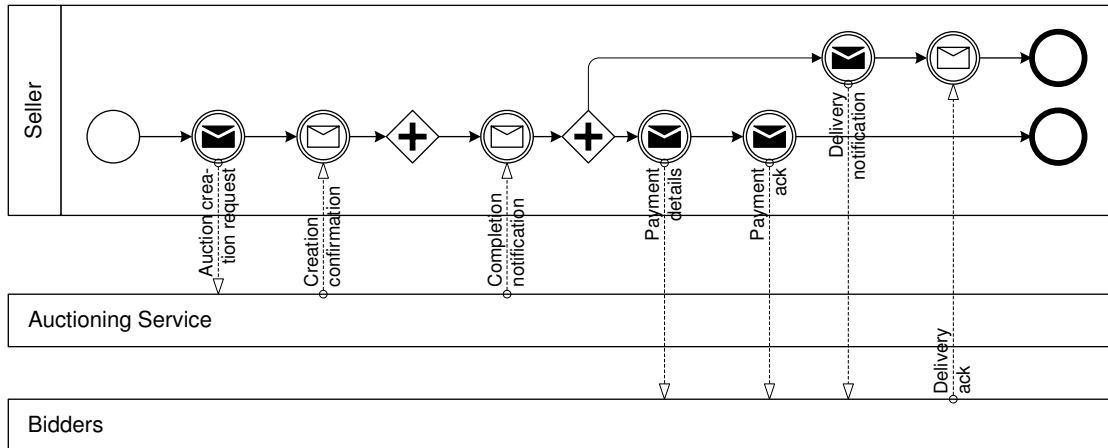 Seller
Auction crea-
tion request
Creation
confirmation
Completion
notification
Payment
details
Payment
ack
Delivery
notification
Delivery
ack
Auctioning Service
Bidders